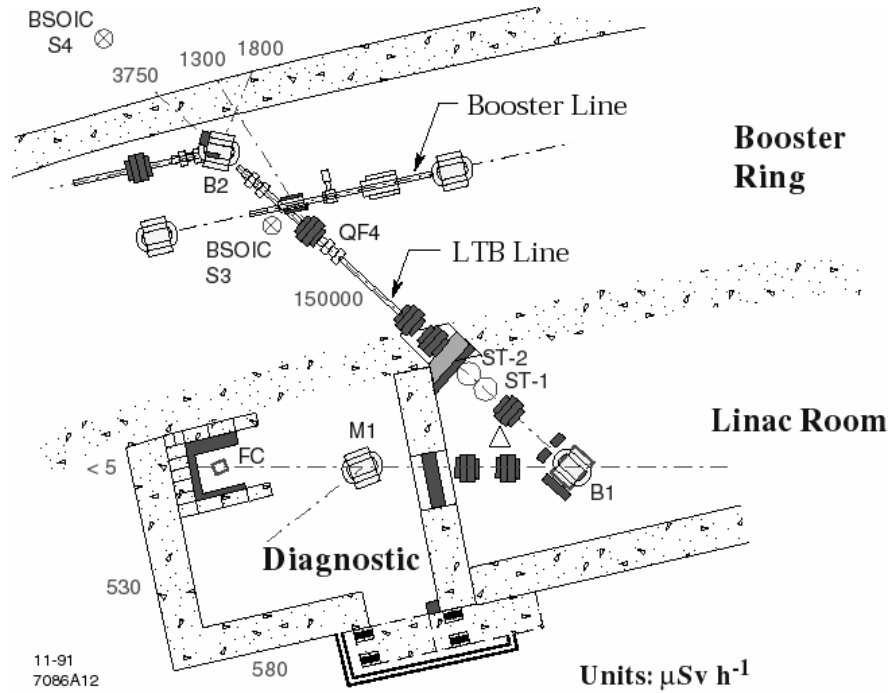 BSOIC
S4
3750
1300
1800
Booster Line
Booster
Ring
B2
BSOIC
S3
QF4
LTB Line
150000
ST-2
ST-1
Linac Room
M1
FC
< 5
B1
Diagnostic
530
580
11-91
7086A12
Units: μSv h-1